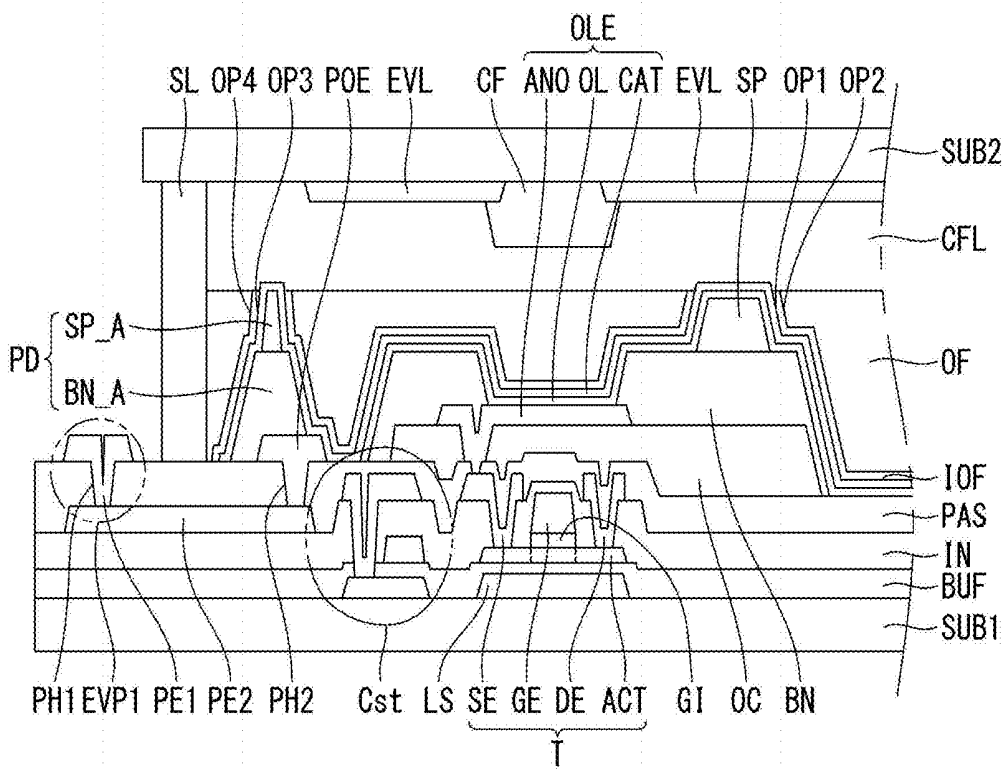 OLE
SL OP4 OP3 POE EVL CF ANO OL CAT EVL SP OP1 OP2
SUB2
CFL
SP_A
PD
BN_A
OF
IOF
PAS
IN
BUF
SUB1
PH1 EVP1 PE1 PE2 PH2 Cst LS SE GE DE ACT GI OC BN
T